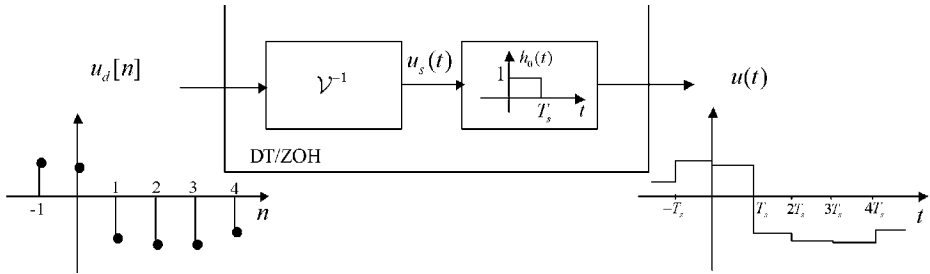 u_d[n]
𝒱⁻¹
u_s(t)
h_0(t)
1
T_s
t
u(t)
DT/ZOH
-1
1
2
3
4
n
−T_s
T_s
2T_s
3T_s
4T_s
t